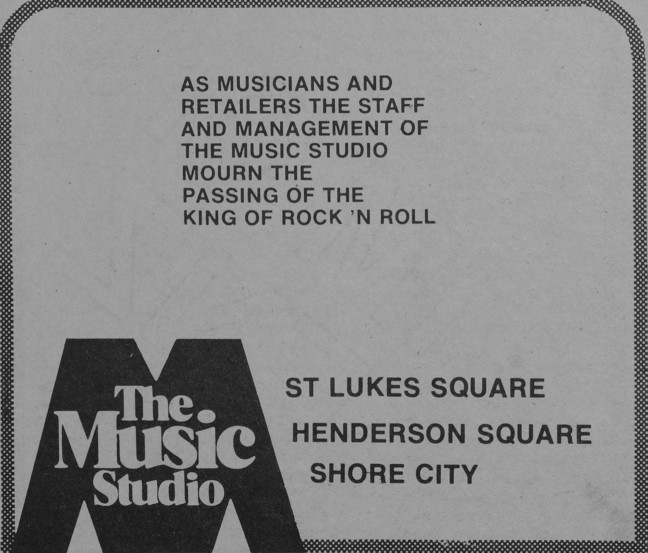 AS MUSICIANS AND
RETAILERS THE STAFF
AND MANAGEMENT OF
THE MUSIC STUDIO
MOURN THE
PASSING OF THE
KING OF ROCK 'N ROLL
The
Music
Studio
ST LUKES SQUARE
HENDERSON SQUARE
SHORE CITY